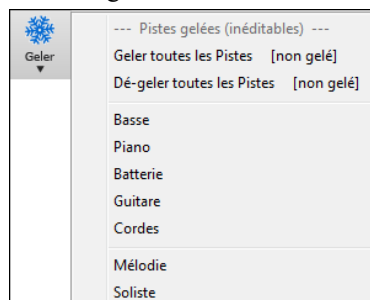 Geler
--- Pistes gelées (inéditables) ---
Geler toutes les Pistes [non gelé]
Dé-geler toutes les Pistes [non gelé]
Basse
Piano
Batterie
Guitare
Cordes
Mélodie
Soliste